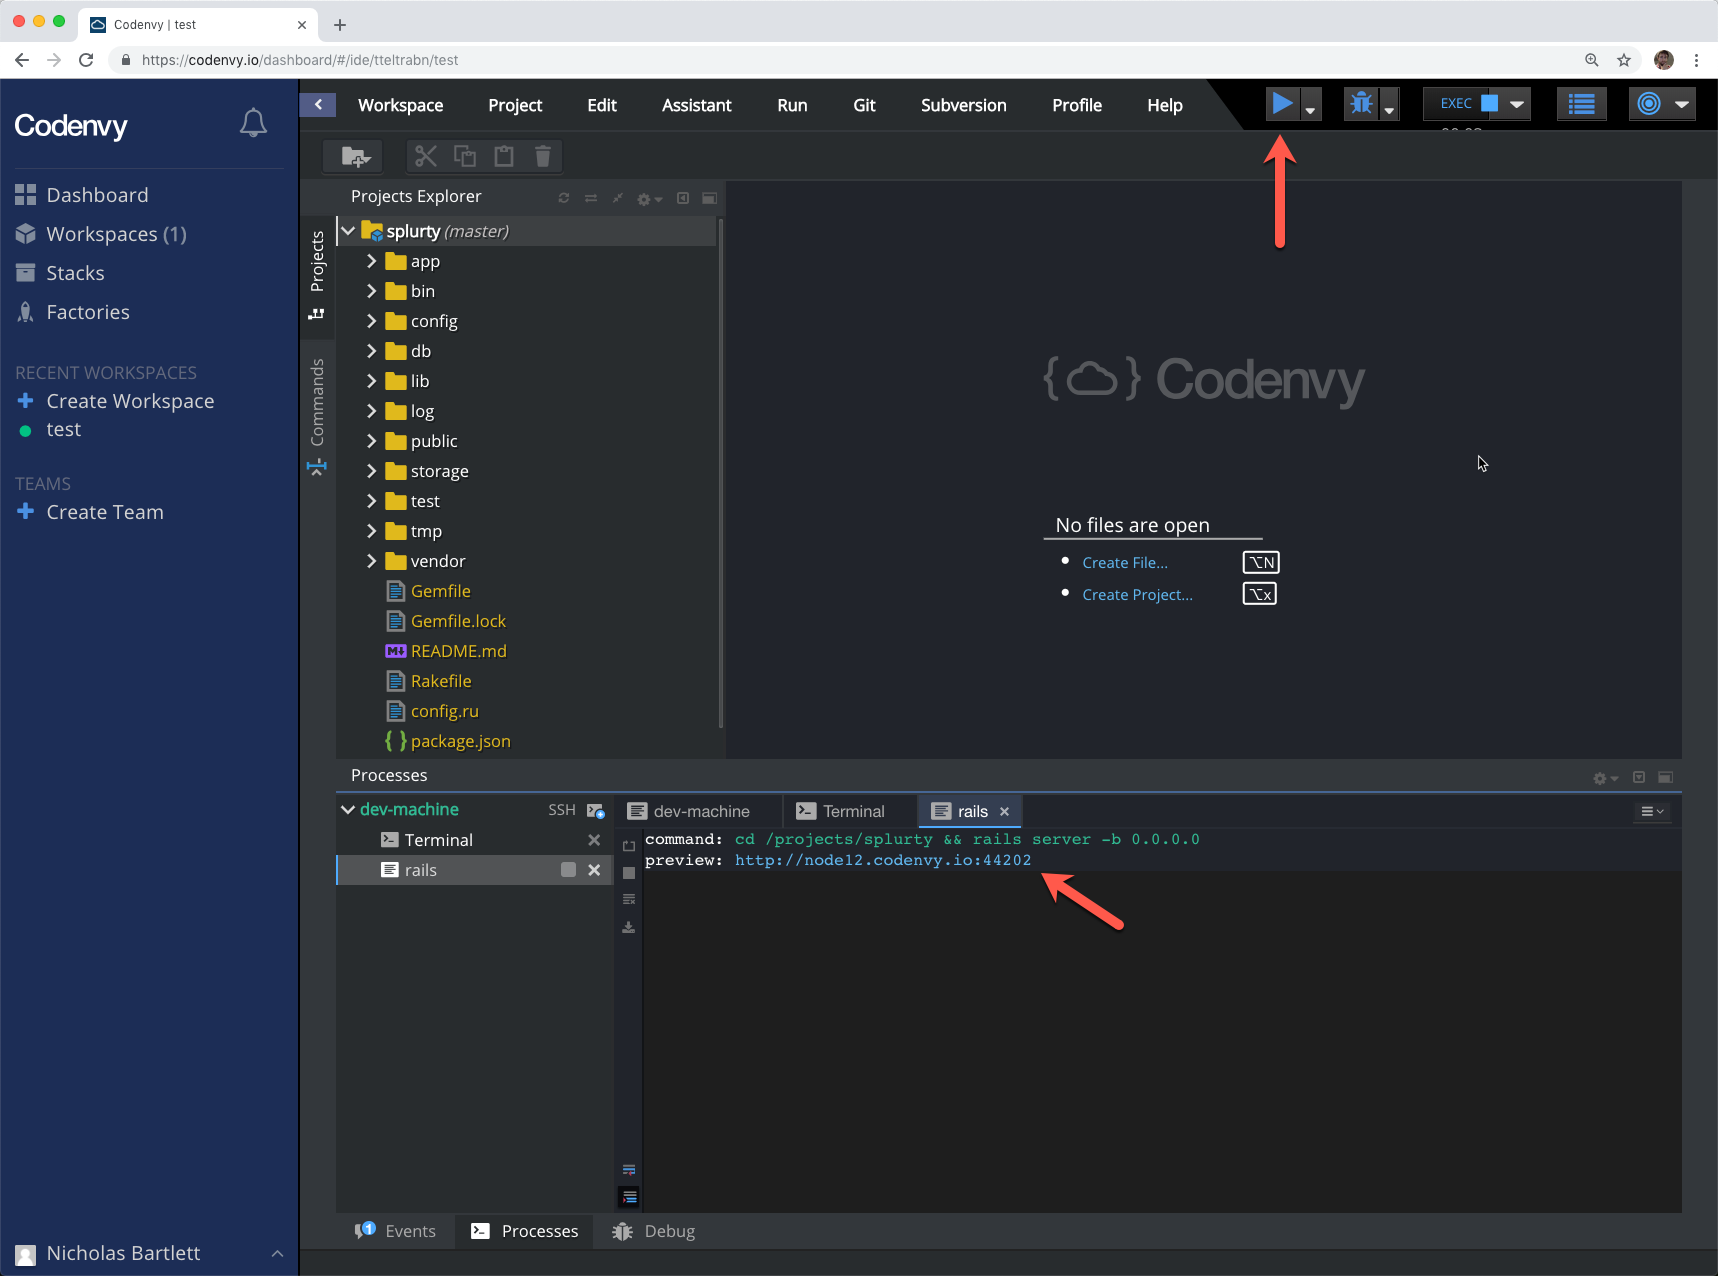 Codenvy | test
https://codenvy.io/dashboard/#/ide/tteltrabn/test
Codenvy
Dashboard
Workspaces (1)
Stacks
Factories
RECENT WORKSPACES
Create Workspace
test
TEAMS
Create Team
Nicholas Bartlett
Workspace Project Edit Assistant Run Git Subversion Profile Help
EXEC
Projects Explorer
Projects
Commands
splurty (master)
app
bin
config
db
lib
log
public
storage
test
tmp
vendor
Gemfile
Gemfile.lock
README.md
Rakefile
config.ru
package.json
{ } Codenvy
No files are open
Create File... ⌥N
Create Project... ⌥x
Processes
dev-machine SSH
Terminal
rails
dev-machine Terminal rails
command: cd /projects/splurty && rails server -b 0.0.0.0
preview: http://node12.codenvy.io:44202
1 Events Processes Debug